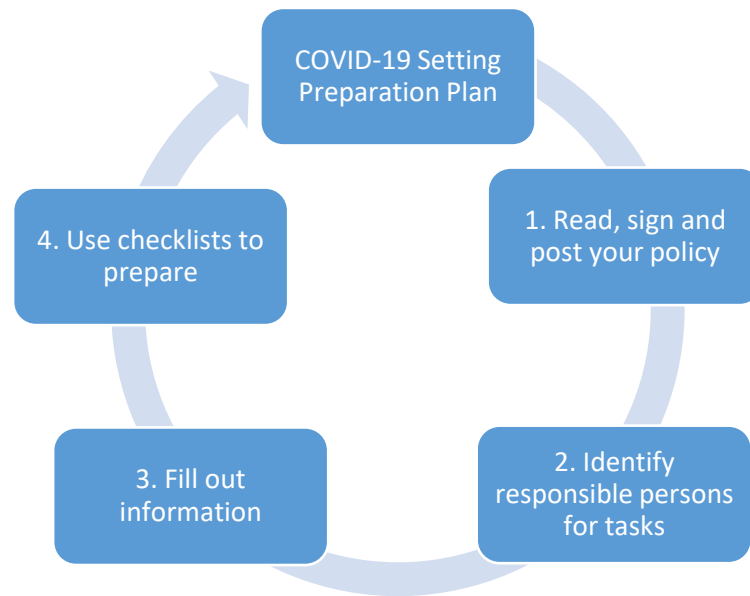 COVID-19 Setting
Preparation Plan
1. Read, sign and
post your policy
2. Identify
responsible persons
for tasks
3. Fill out
information
4. Use checklists to
prepare